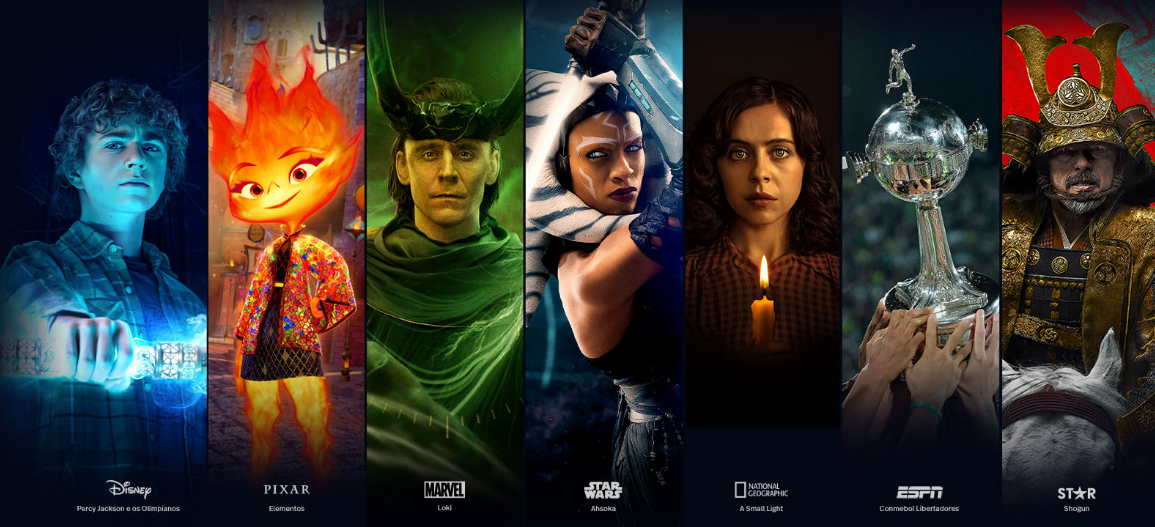 Disney
Percy Jackson e os Olimpianos
PIXAR
Elementos
MARVEL
Loki
STAR
WARS
Ahsoka
NATIONAL
GEOGRAPHIC
A Small Light
ESPN
Conmebol Libertadores
STAR
Shogun